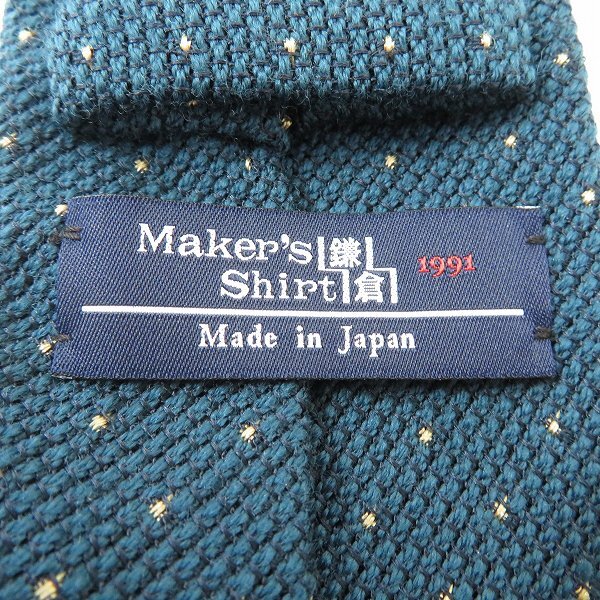 Maker's 鎌 1991
Shirt 倉
Made in Japan